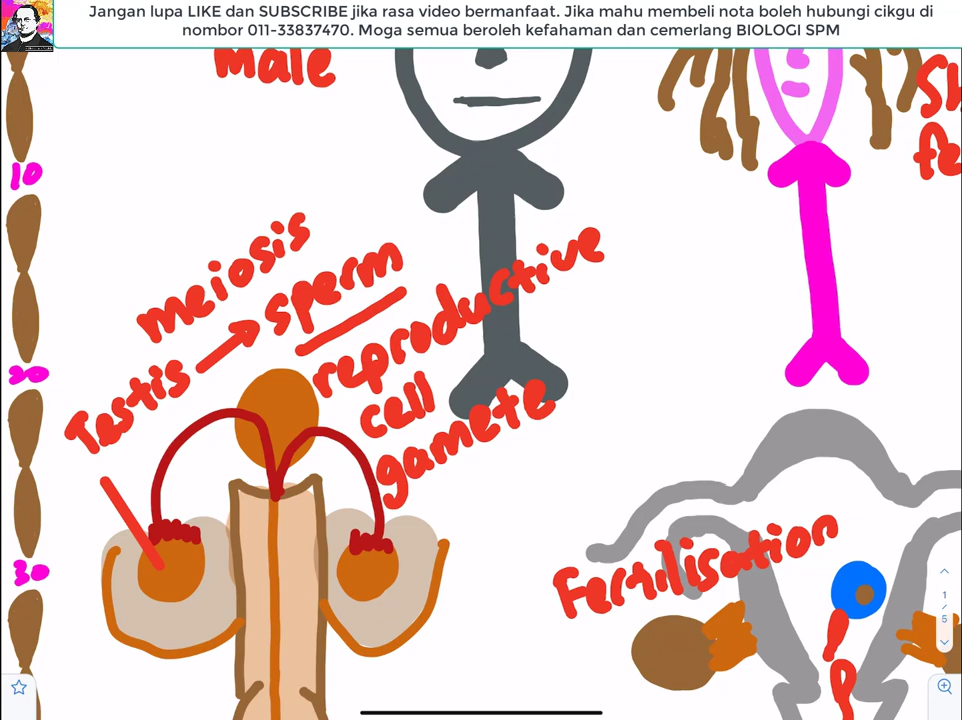 Jangan lupa LIKE dan SUBSCRIBE jika rasa video bermanfaat. Jika mahu membeli nota boleh hubungi cikgu di
nombor 011-33837470. Moga semua beroleh kefahaman dan cemerlang BIOLOGI SPM
Male
10
meiosis
Testis → sperm
reproductive
cell
gamete
20
30
Fertilisation
1
/
5